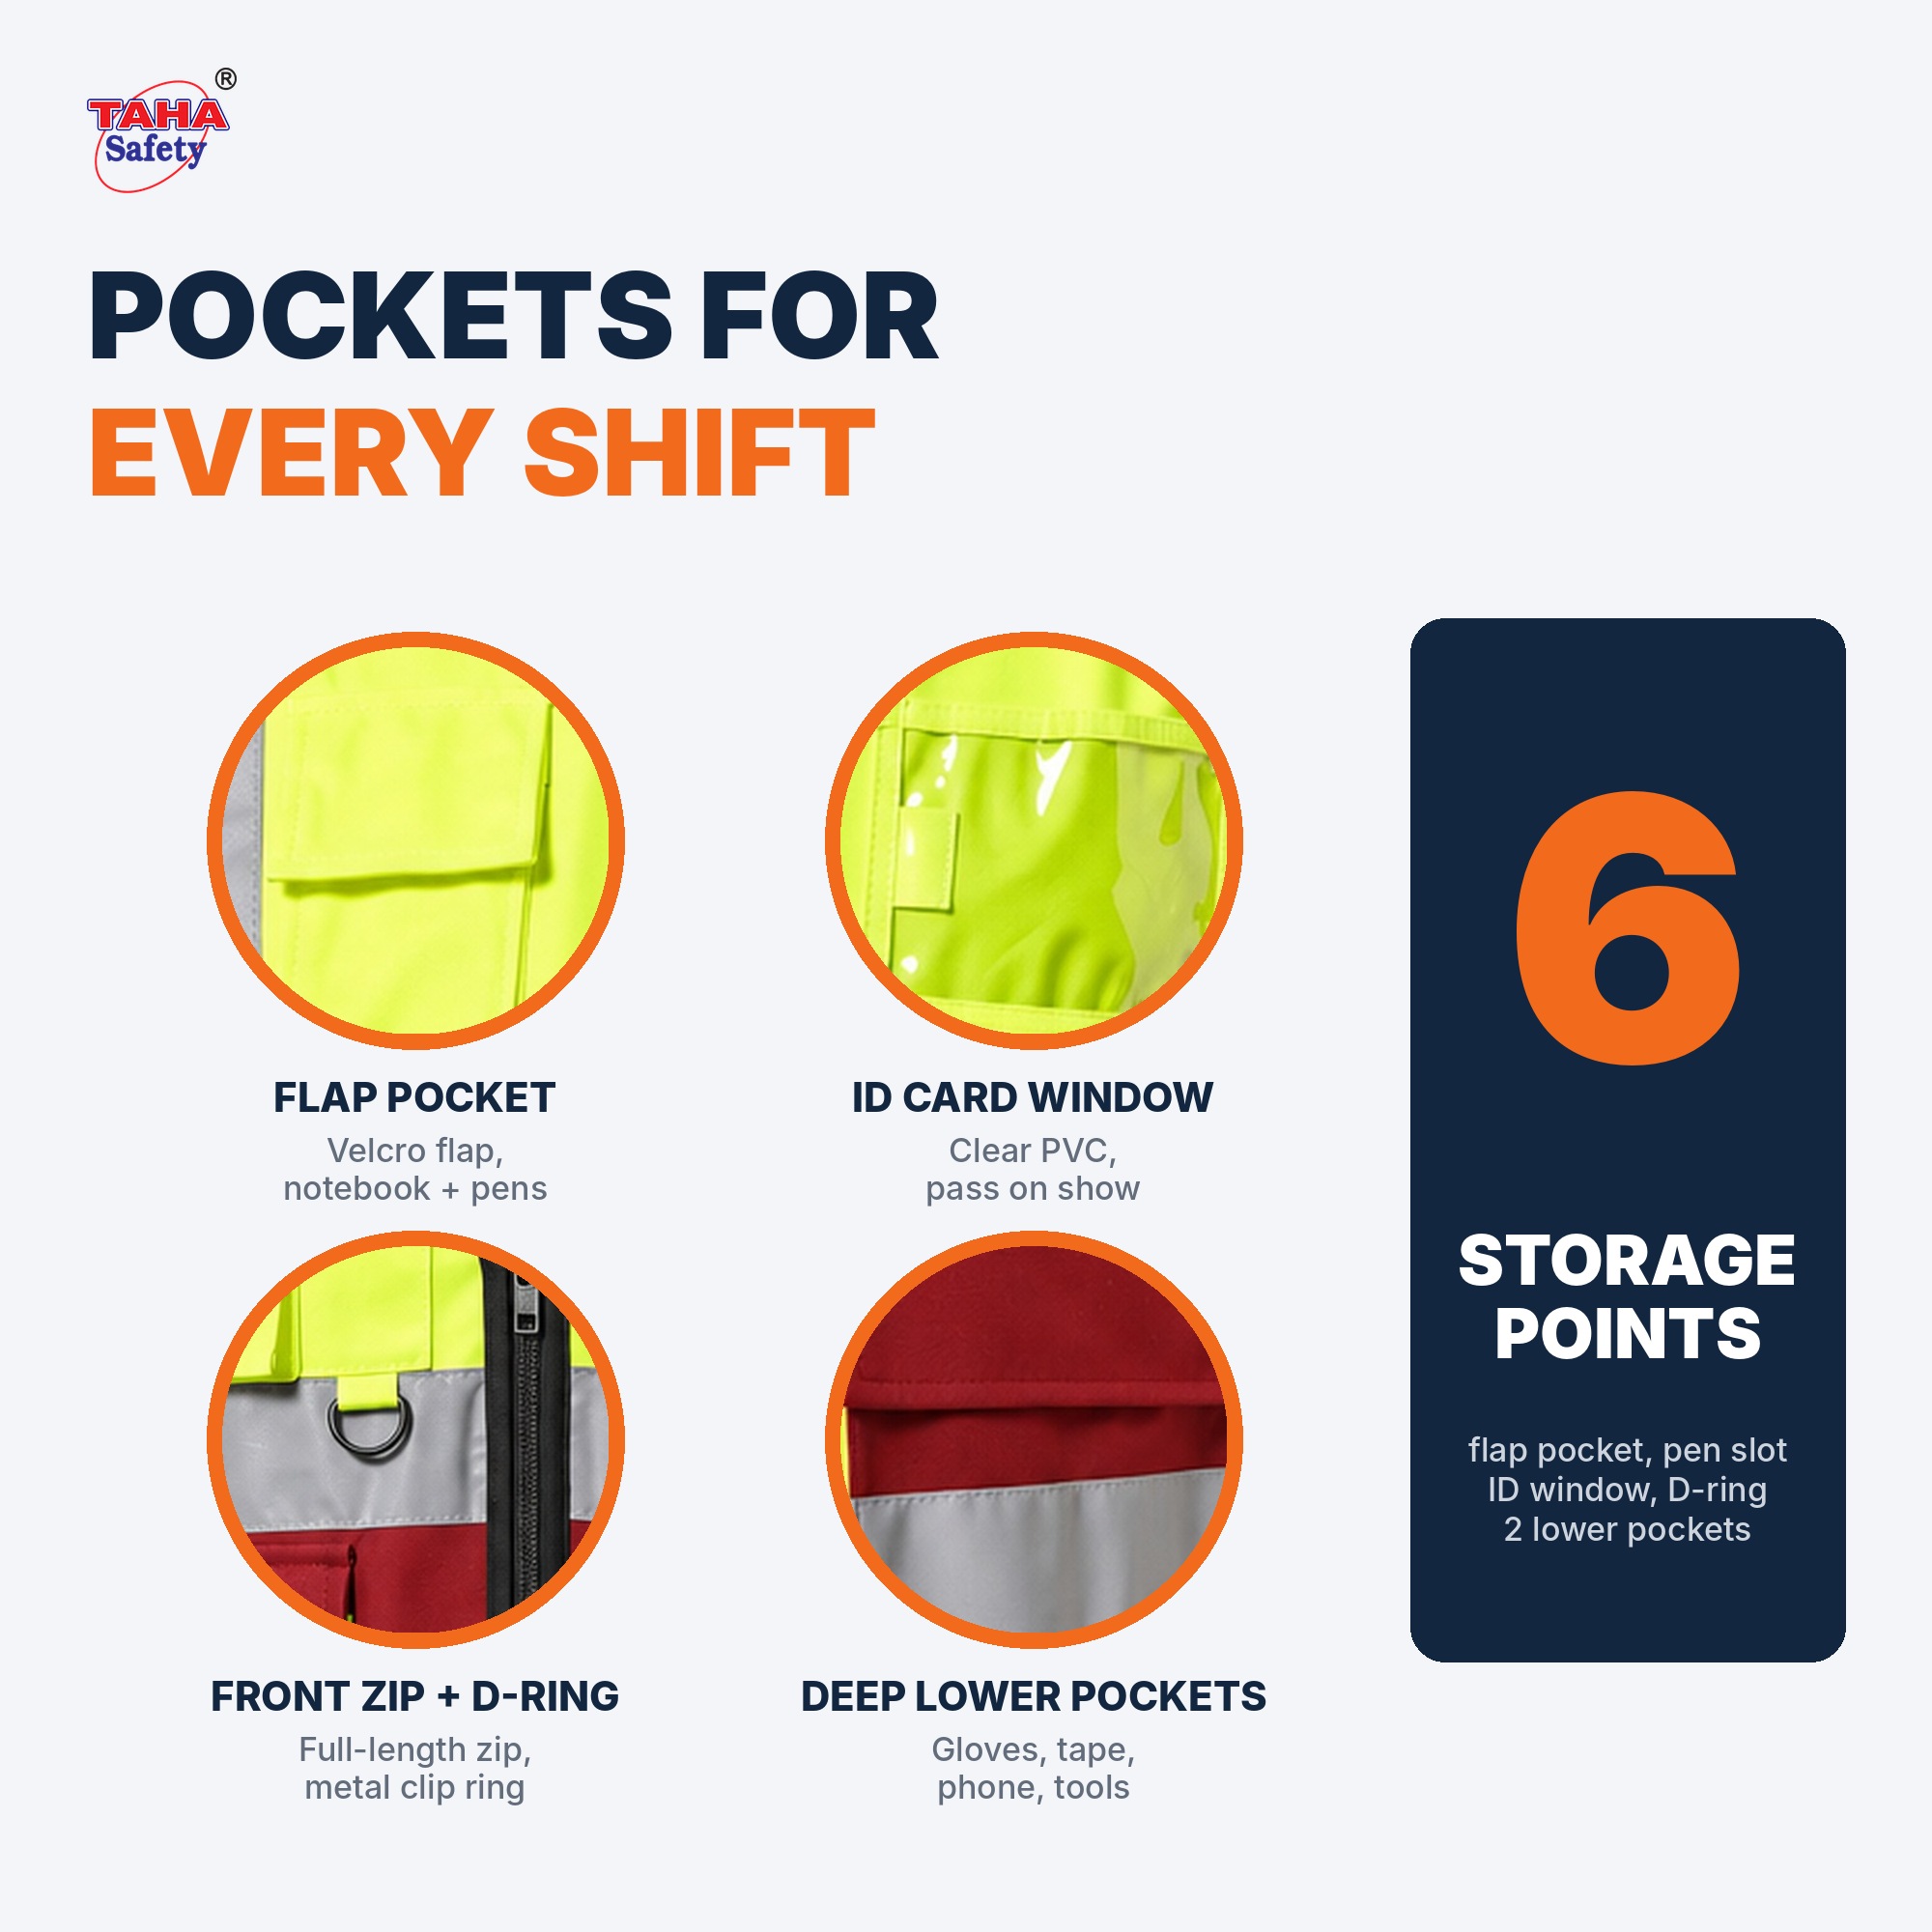 TAHA
Safety
®
POCKETS FOR
EVERY SHIFT
FLAP POCKET
Velcro flap,
notebook + pens
ID CARD WINDOW
Clear PVC,
pass on show
FRONT ZIP + D-RING
Full-length zip,
metal clip ring
DEEP LOWER POCKETS
Gloves, tape,
phone, tools
6
STORAGE
POINTS
flap pocket, pen slot
ID window, D-ring
2 lower pockets